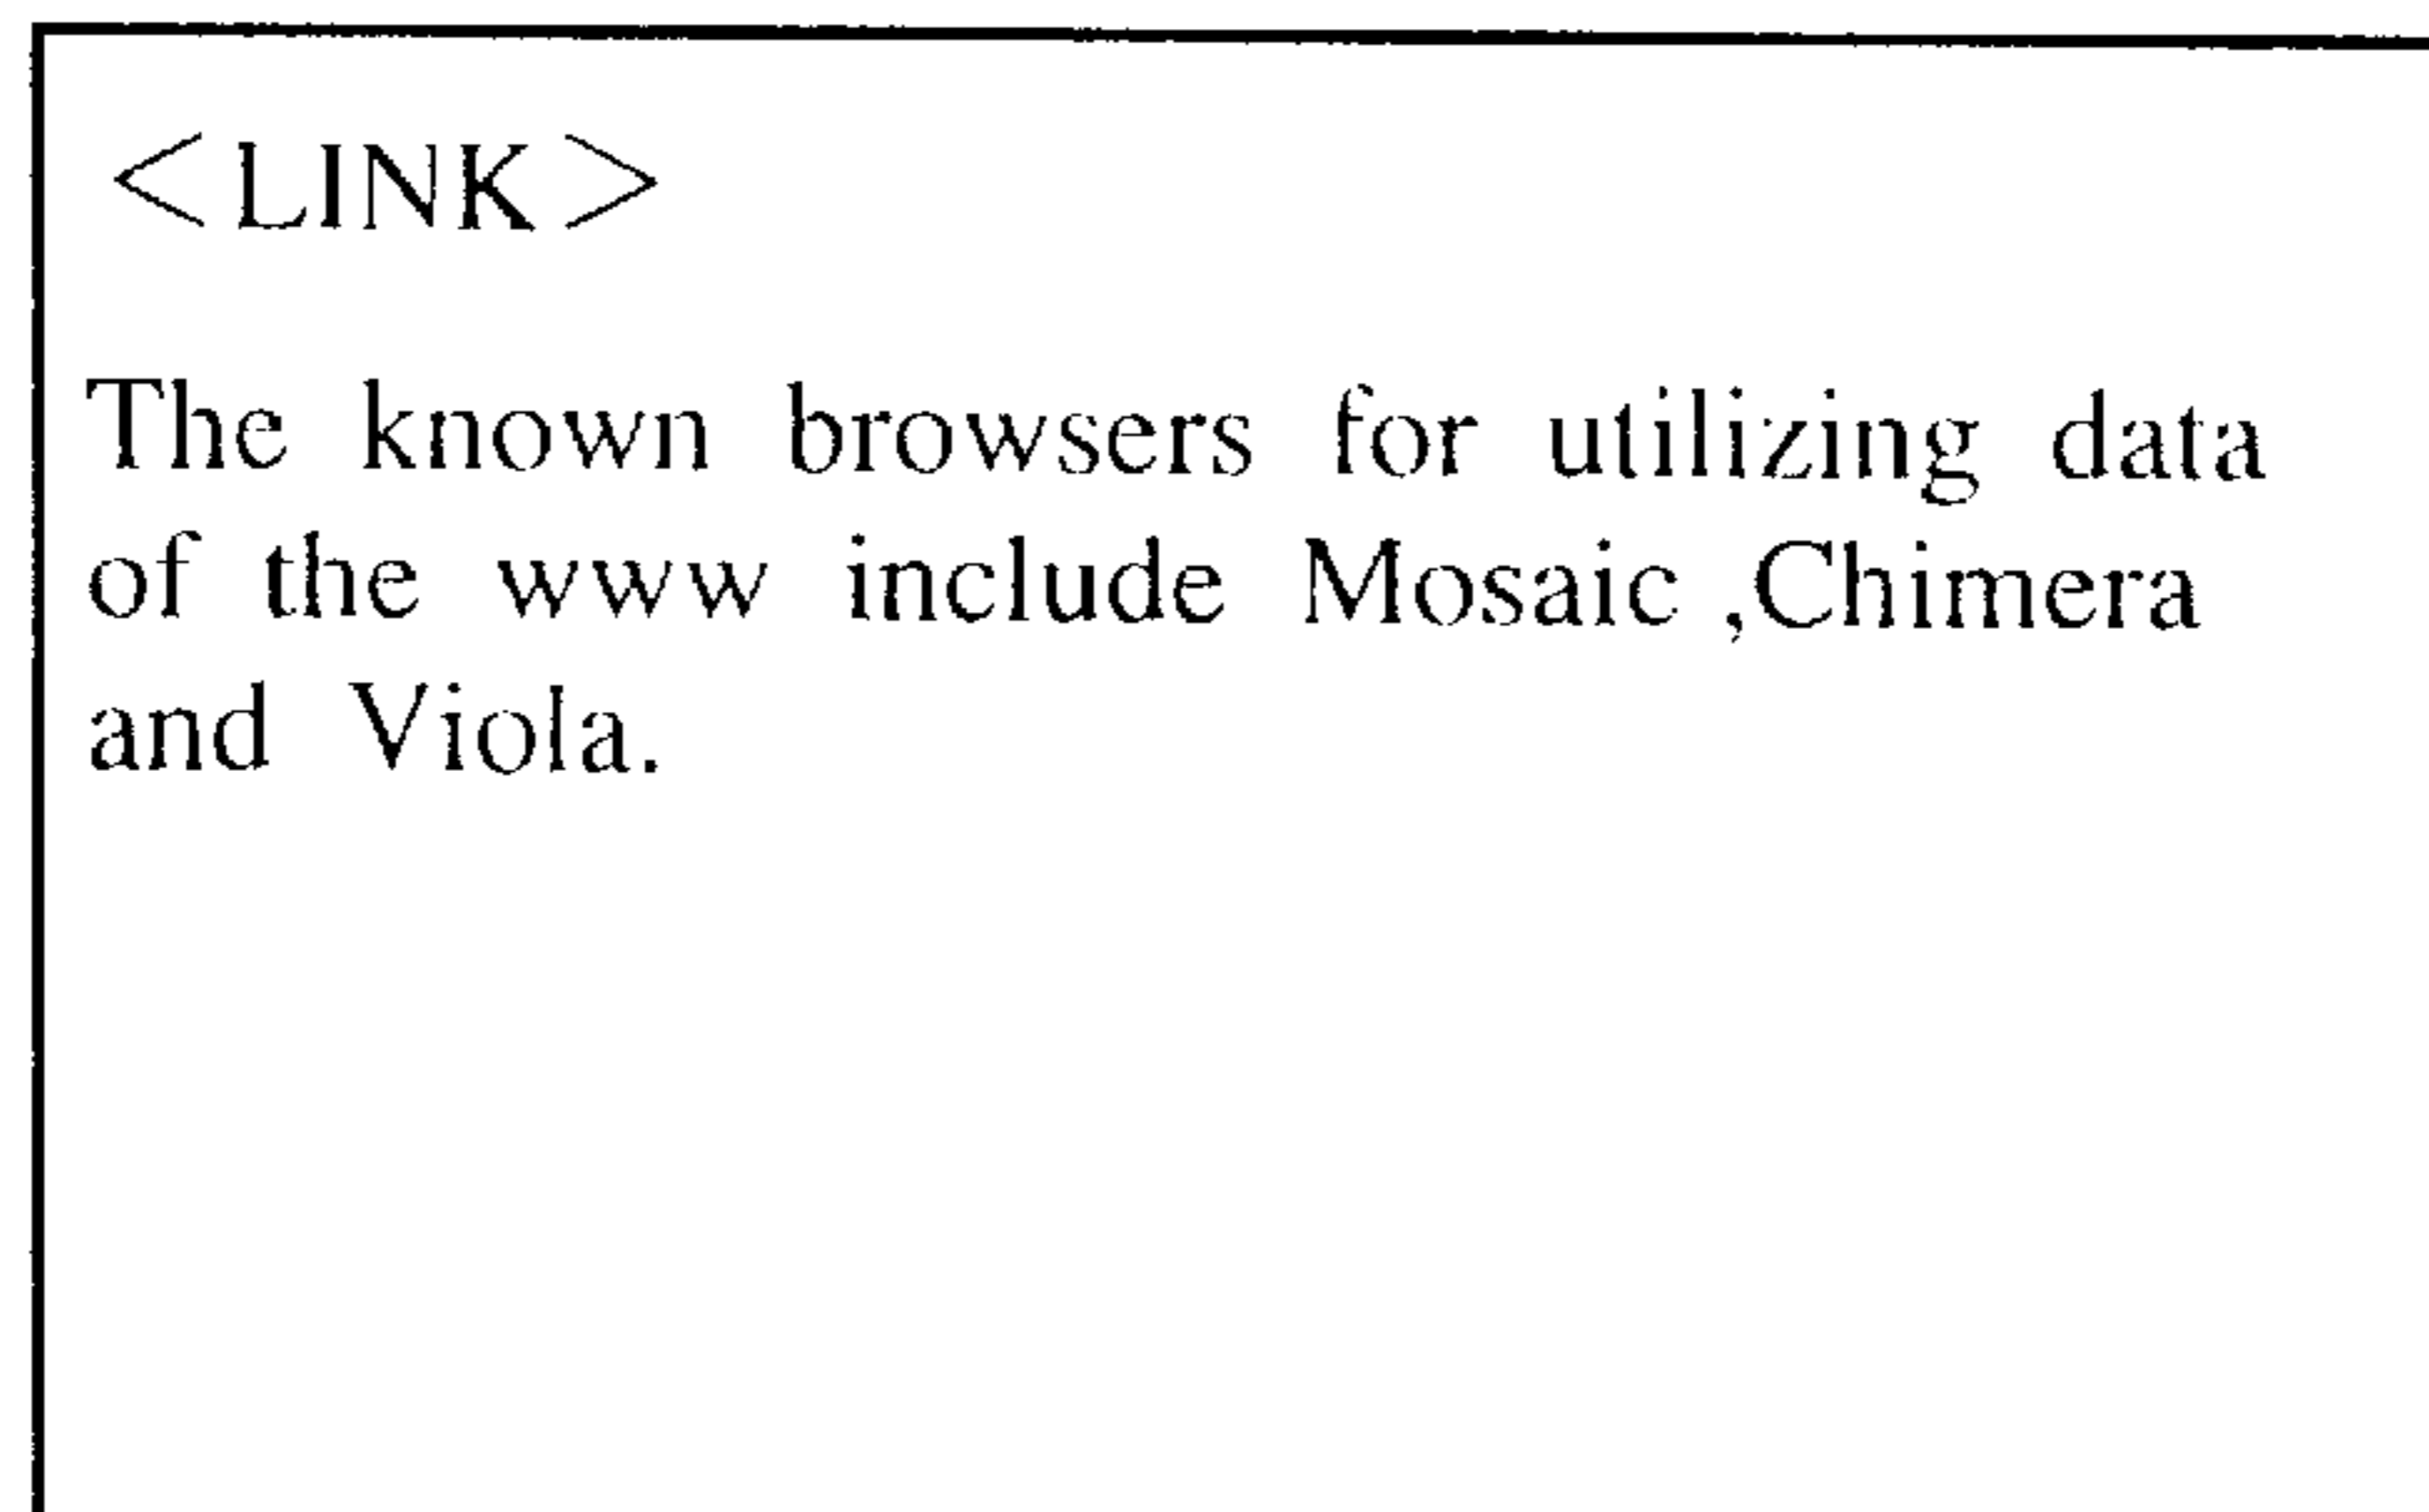 <LINK>
The known browsers for utilizing data
of the www include Mosaic ,Chimera
and Viola.